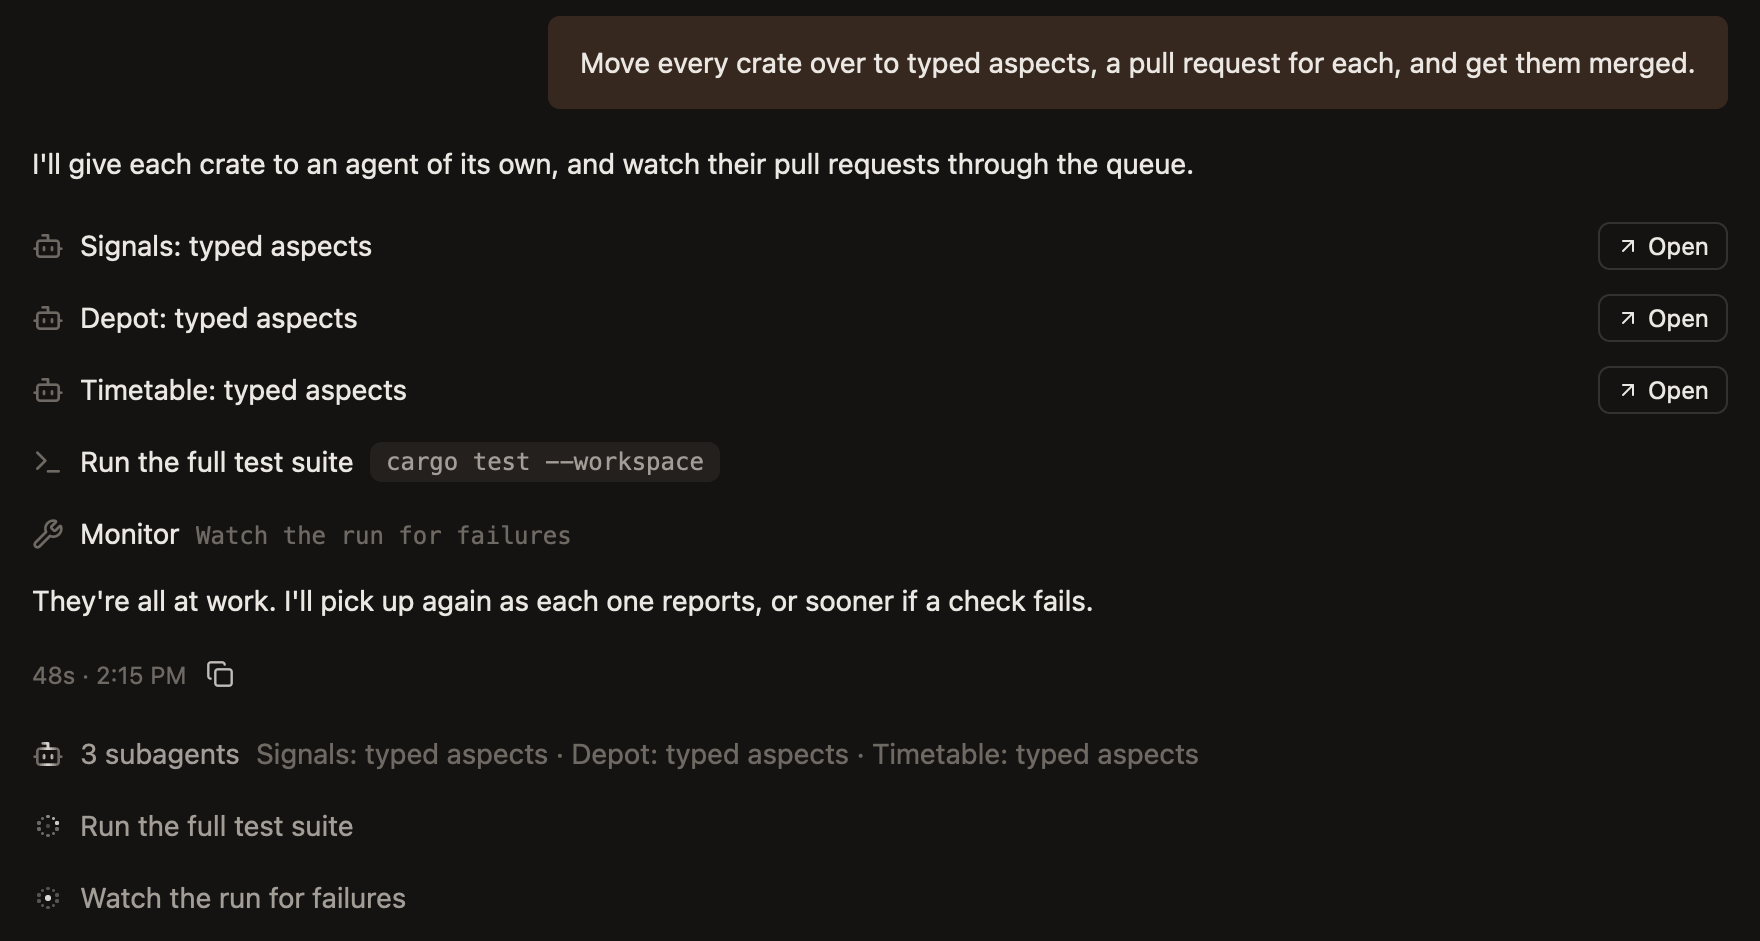 Move every crate over to typed aspects, a pull request for each, and get them merged.
I'll give each crate to an agent of its own, and watch their pull requests through the queue.
Signals: typed aspects
Open
Depot: typed aspects
Open
Timetable: typed aspects
Open
Run the full test suite cargo test --workspace
Monitor Watch the run for failures
They're all at work. I'll pick up again as each one reports, or sooner if a check fails.
48s · 2:15 PM
3 subagents Signals: typed aspects · Depot: typed aspects · Timetable: typed aspects
Run the full test suite
Watch the run for failures